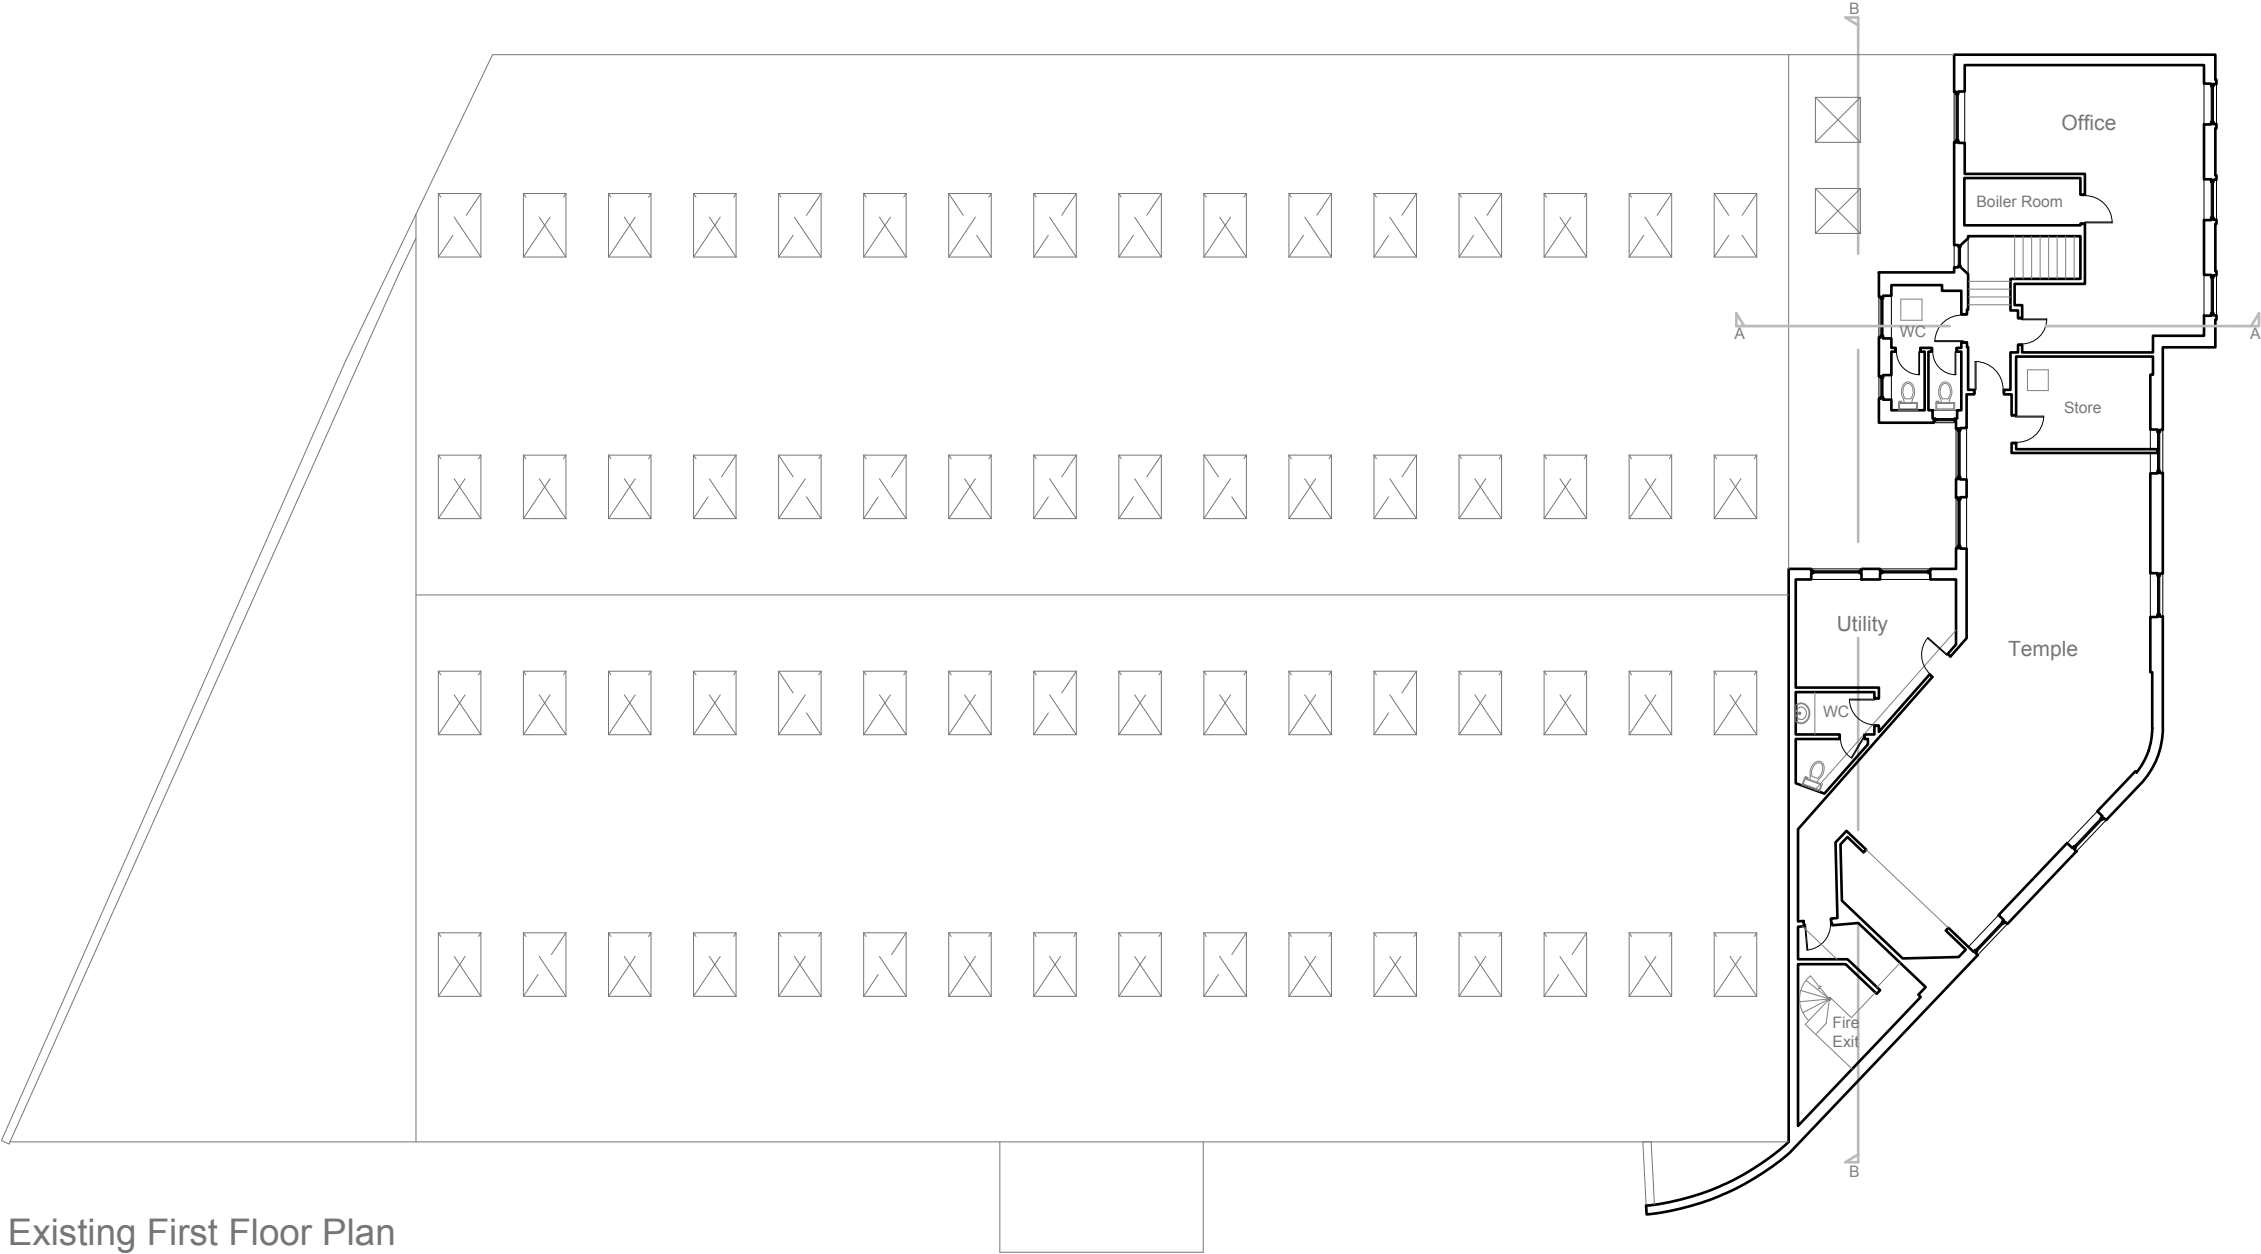 B
Office
Boiler Room
WC
A
A
Store
Utility
Temple
WC
Fire
Exit
B
Existing First Floor Plan